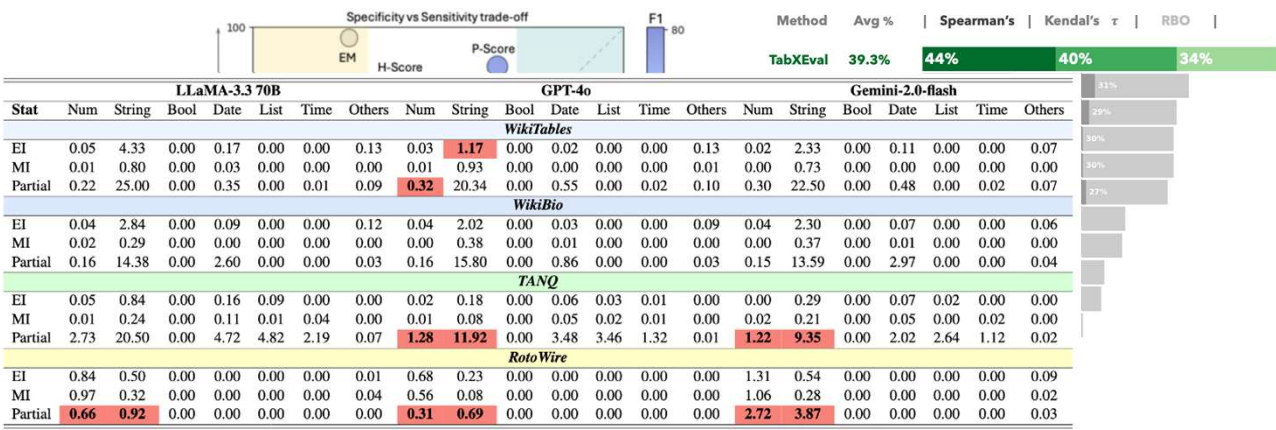 Specificity vs Sensitivity trade-off
F1
Method Avg % | Spearman's | Kendal's τ | RBO |
100
80
EM
P-Score
H-Score
TabXEval 39.3% 44% 40% 34%
LLaMA-3.3 70B GPT-4o Gemini-2.0-flash
Stat Num String Bool Date List Time Others Num String Bool Date List Time Others Num String Bool Date List Time Others
WikiTables
EI 0.05 4.33 0.00 0.17 0.00 0.00 0.13 0.03 1.17 0.00 0.02 0.00 0.00 0.13 0.02 2.33 0.00 0.11 0.00 0.00 0.07
MI 0.01 0.80 0.00 0.03 0.00 0.00 0.00 0.01 0.93 0.00 0.00 0.00 0.00 0.01 0.00 0.73 0.00 0.00 0.00 0.00 0.00
Partial 0.22 25.00 0.00 0.35 0.00 0.01 0.09 0.32 20.34 0.00 0.55 0.00 0.02 0.10 0.30 22.50 0.00 0.48 0.00 0.02 0.07
WikiBio
EI 0.04 2.84 0.00 0.09 0.00 0.00 0.12 0.04 2.02 0.00 0.03 0.00 0.00 0.09 0.04 2.30 0.00 0.07 0.00 0.00 0.06
MI 0.02 0.29 0.00 0.00 0.00 0.00 0.00 0.00 0.38 0.00 0.01 0.00 0.00 0.00 0.00 0.37 0.00 0.01 0.00 0.00 0.00
Partial 0.16 14.38 0.00 2.60 0.00 0.00 0.03 0.16 15.80 0.00 0.86 0.00 0.00 0.03 0.15 13.59 0.00 2.97 0.00 0.00 0.04
TANQ
EI 0.05 0.84 0.00 0.16 0.09 0.00 0.00 0.02 0.18 0.00 0.06 0.03 0.01 0.00 0.00 0.29 0.00 0.07 0.02 0.00 0.00
MI 0.01 0.24 0.00 0.11 0.01 0.04 0.00 0.01 0.08 0.00 0.05 0.02 0.01 0.00 0.02 0.21 0.00 0.05 0.00 0.02 0.00
Partial 2.73 20.50 0.00 4.72 4.82 2.19 0.07 1.28 11.92 0.00 3.48 3.46 1.32 0.01 1.22 9.35 0.00 2.02 2.64 1.12 0.02
RotoWire
EI 0.84 0.50 0.00 0.00 0.00 0.00 0.01 0.68 0.23 0.00 0.00 0.00 0.00 0.00 1.31 0.54 0.00 0.00 0.00 0.00 0.09
MI 0.97 0.32 0.00 0.00 0.00 0.00 0.04 0.56 0.08 0.00 0.00 0.00 0.00 0.00 1.06 0.28 0.00 0.00 0.00 0.00 0.02
Partial 0.66 0.92 0.00 0.00 0.00 0.00 0.00 0.31 0.69 0.00 0.00 0.00 0.00 0.00 2.72 3.87 0.00 0.00 0.00 0.00 0.03
31%
29%
30%
30%
27%